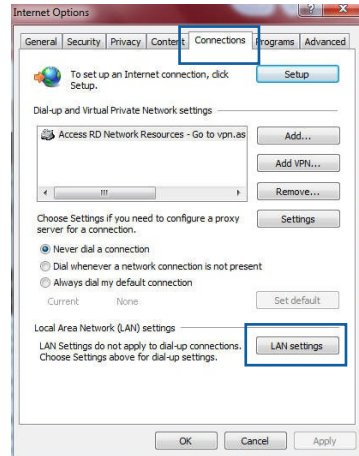 Internet Options
General Security Privacy Content Connections Programs Advanced
To set up an Internet connection, click
Setup.
Setup
Dial-up and Virtual Private Network settings
Access RD Network Resources - Go to vpn.as
Add...
Add VPN...
Remove...
Choose Settings if you need to configure a proxy
server for a connection.
Settings
Never dial a connection
Dial whenever a network connection is not present
Always dial my default connection
Current None
Set default
Local Area Network (LAN) settings
LAN Settings do not apply to dial-up connections.
Choose Settings above for dial-up settings.
LAN settings
OK Cancel Apply